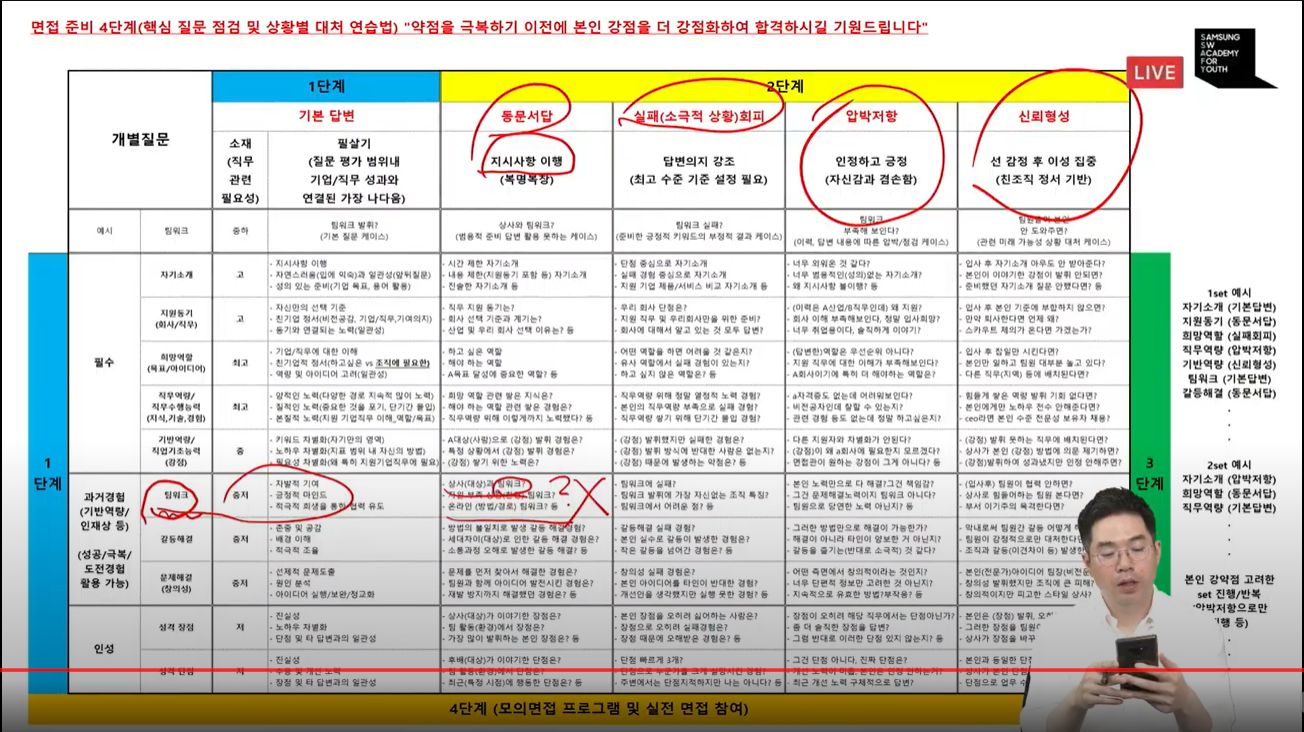 면접 준비 4단계(핵심 질문 점검 및 상황별 대처 연습법) "약점을 극복하기 이전에 본인 강점을 더 강점화하여 합격하시길 기원드립니다"
SAMSUNG
SW
ACADEMY
FOR
YOUTH
LIVE
1단계
2단계
개별질문
기본 답변
동문서답
실패(소극적 상황)회피
압박저항
신뢰형성
소재
(직무
관련
필요성)
필살기
(질문 평가 범위내
기업/직무 성과와
연결된 가장 나다움)
지시사항 이행
(복명복창)
답변의지 강조
(최고 수준 기준 설정 필요)
인정하고 긍정
(자신감과 겸손함)
선 감정 후 이성 집중
(친조직 정서 기반)
예시
팀워크
중하
팀워크 발휘?
(기본 질문 케이스)
상사와 팀워크?
(범용적 준비 답변 활용 못하는 케이스)
팀워크 실패?
(준비한 긍정적 키워드의 부정적 결과 케이스)
팀워크
부족해 보인다?
(이력, 답변 내용에 따른 압박/점검 케이스)
안 도와주면?
(관련 미래 가능성 상황 대처 케이스)
1
단계
필수
자기소개
고
- 지시사항 이행
- 자연스러움(입에 익숙)과 일관성(앞뒤질문)
- 성의 있는 준비(기업 목표, 용어 활용)
- 시간 제한 자기소개
- 내용 제한(지원동기 포함 등) 자기소개
- 진솔한 자기소개 등
- 단점 중심으로 자기소개
- 실패 경험 중심으로 자기소개
- 지원 기업 제품/서비스 비교 자기소개 등
- 너무 외워온 것 같다?
- 너무 범용적인(성의)없는 자기소개?
- 왜 지시사항 불이행? 등
- 입사 후 자기소개 아무도 안 받아준다?
- 본인이 이야기한 강점이 발휘 안되면?
- 준비했던 자기소개 질문 안했다면? 등
지원동기
(회사/직무)
고
- 자신만의 선택 기준
- 친기업 정서(비전공감, 기업/직무,기여의지)
- 동기와 연결되는 노력(일관성)
- 직무 지원 동기?
- 회사 선택 기준과 계기는?
- 산업 및 우리 회사 선택 이유는? 등
- 우리 회사 단점은?
- 지원 직무 및 우리회사만을 위한 준비?
- 회사에 대해서 알고 있는 것 모두 답변?
- (이력은 A산업/B직무인데) 왜 지원?
- 회사 이해 부족해보인다, 정말 입사희망?
- 너무 취업용이다, 솔직하게 이야기?
- 입사 후 본인 기준에 부합하지 않으면?
- 만약 퇴사한다면 언제 왜?
- 스카우트 제의가 온다면 가겠는가?
희망역할
(목표/아이디어)
최고
- 기업/직무에 대한 이해
- 친기업적 정서(하고싶은 vs 조직에 필요한)
- 역량 및 아이디어 고려(일관성)
- 하고 싶은 역할
- 해야 하는 역할
- A목표 달성에 중요한 역할? 등
- 어떤 역할을 하면 어려울 것 같은지?
- 유사 역할에서 실패 경험이 있는지?
- 하고 싶지 않은 역할은? 등
- (답변한)역할은 우선순위 아니다?
- 지원 직무에 대한 이해가 부족해보인다?
- A회사이기에 특히 더 해야하는 역할은?
- 입사 후 잡일만 시킨다면?
- 본인만 일하고 팀원 대부분 놀고 있다?
- 다른 직무(지역) 등에 배치된다면?
직무역량/
직무수행능력
(지식,기술,경험)
최고
- 양적인 노력(다양한 경로 지속적 많이 노력)
- 질적인 노력(중요한 것을 포기, 단기간 몰입)
- 본질적 노력(지원 기업직무 이해_역할/목표)
- 희망 역할 관련 쌓은 지식은?
- 해야 하는 역할 관련 쌓은 경험은?
- 직무역량 위해 이렇게까지 노력했다? 등
- 직무역량 위해 정말 열정적 노력 경험?
- 본인의 직무역량 부족으로 실패 경험?
- 직무역량 쌓기 위해 단기간 몰입 경험?
- a자격증도 없는데 어려워보인다?
- 비전공자인데 잘할 수 있는지?
- 관련 경험 등도 없는데 정말 하고싶은지?
- 힘들게 쌓은 역량 발휘 기회 없다면?
- 본인에게만 노하우 전수 안해준다면?
- ceo라면 본인 수준 전문성 보유자 채용?
기반역량/
직업기초능력
(강점)
중
- 키워드 차별화(자기만의 영역)
- 노하우 차별화(지표 범위 내 자신의 방법)
- 필요성 차별화(왜 특히 지원기업직무에 필요)
- A대상(사람)으로 (강점) 발휘 경험은?
- 특정 상황에서 (강점) 발휘 경험은?
- (강점) 쌓기 위한 노력은?
- (강점) 발휘했지만 실패한 경험은?
- (강점) 발휘 방식에 반대한 사람은 없는지?
- (강점) 때문에 발생하는 약점은? 등
- 다른 지원자와 차별화가 안된다?
- (강점)이 왜 a회사에 필요한지 모르겠다?
- 면접관이 원하는 강점이 그게 아니다? 등
- (강점) 발휘 못하는 직무에 배치된다면?
- 상사가 본인 (강점) 방법에 의문 제기하면?
- (강점)발휘하여 성과냈지만 인정 안해주면?
과거경험
(기반역량/
인재상 등)
(성공/극복/
도전경험
활용 가능)
팀워크
중저
- 자발적 기여
- 긍정적 마인드
- 적극적 희생을 통한 협력 유도
- 상사(대상)과 팀워크?
- 온라인 (방법/경로) 팀워크? 등
- 팀워크에 실패?
- 팀워크 발휘에 가장 자신없는 조직 특징?
- 팀워크에서 어려운 점? 등
- 본인 노력만으로 다 해결?그건 책임감?
- 그건 문제해결노력이지 팀워크 아니다?
- 팀원으로 당연한 노력 아닌지? 등
- (입사후) 팀원이 협력 안하면?
- 상사로 힘들어하는 팀원 본다면?
- 부서 이기주의 목격한다면?
갈등해결
중저
- 존중 및 공감
- 배경 이해
- 적극적 조율
- 방법의 불일치로 발생 갈등 해결경험?
- 세대차이(대상)로 인한 갈등 해결 경험?
- 소통과정 오해로 발생한 갈등 해결? 등
- 갈등해결 실패 경험?
- 본인 실수로 갈등이 발생한 경험?
- 작은 갈등을 넘어간 경험? 등
- 그러한 방법만으로 해결이 가능한가?
- 해결이 아니라 타인이 양보한 거 아닌지?
- 갈등을 즐기는(반대로 소극적) 것 같다?
- 막내로서 팀원간 갈등 어떻게
- 팀원이 감정적으로만 대처한다
- 조직과 갈등(이견차이 등) 발생한
문제해결
(창의성)
중저
- 선제적 문제도출
- 원인 분석
- 아이디어 실행/보완/정교화
- 문제를 먼저 찾아서 해결한 경험은?
- 팀원과 함께 아이디어 발전시킨 경험은?
- 재발 방지까지 해결했던 경험은? 등
- 창의성 실패 경험?
- 본인 아이디어를 타인이 반대한 경험?
- 개선안을 생각했지만 실행 못한 경험?
- 어떤 측면에서 창의적이라는 것인지?
- 너무 단편적 정보만 고려한 것 아닌지?
- 지속적으로 유효한 방법?부작용? 등
- 본인(전문가)아이디어 팀장(비전문
- 창의성 발휘했지만 조직에 큰 피해?
- 창의적이지만 피고한 스타일 상사?
인성
성격 장점
저
- 진실성
- 노하우 차별화
- 단점 및 타 답변과의 일관성
- 상사(대상)가 이야기한 장점은?
- 팀 활동(환경)에서 장점은?
- 가장 많이 발휘하는 본인 장점은? 등
- 본인 장점을 오히려 싫어하는 사람은?
- 장점으로 오히려 실패경험은?
- 장점 때문에 오해받은 경험은? 등
- 장점이 오히려 해당 직무에서는 단점아닌가?
- 좀 더 솔직한 장점을 답변?
- 그럼 반대로 이러한 단점 있지 않는지? 등
- 본인은 (장점) 발휘,
- 그러한 장점을 팀원
- 상사가 장점을 바꾸
성격 단점
저
- 진실성
- 수용 및 개선 노력
- 장점 및 타 답변과의 일관성
- 후배(대상)가 이야기한 단점은?
- 팀 활동(환경)에서 단점은?
- 최근(특정 시점)에 행동한 단점은? 등
- 단점 빠르게 3개?
- 단점으로 누군가를 크게 실망시킨 경험?
- 주변에서는 단점지적하지만 나는 아니다? 등
- 그건 단점 아니다, 진짜 단점은?
- 최근 개선 노력 구체적으로 답변?
- 본인과 동일한 단
- 단점으로 업무
3
단계
1set 예시
자기소개 (기본답변)
지원동기 (동문서답)
희망역할 (실패회피)
직무역량 (압박저항)
기반역량 (신뢰형성)
팀워크 (기본답변)
갈등해결 (동문서답)
2set 예시
자기소개 (동문서답)
희망역할 (동문서답)
직무역량 (기본답변)
본인 강약점 고려한
set 진행/반복
압박저항으로만
행 등)
4단계 (모의면접 프로그램 및 실전 면접 참여)